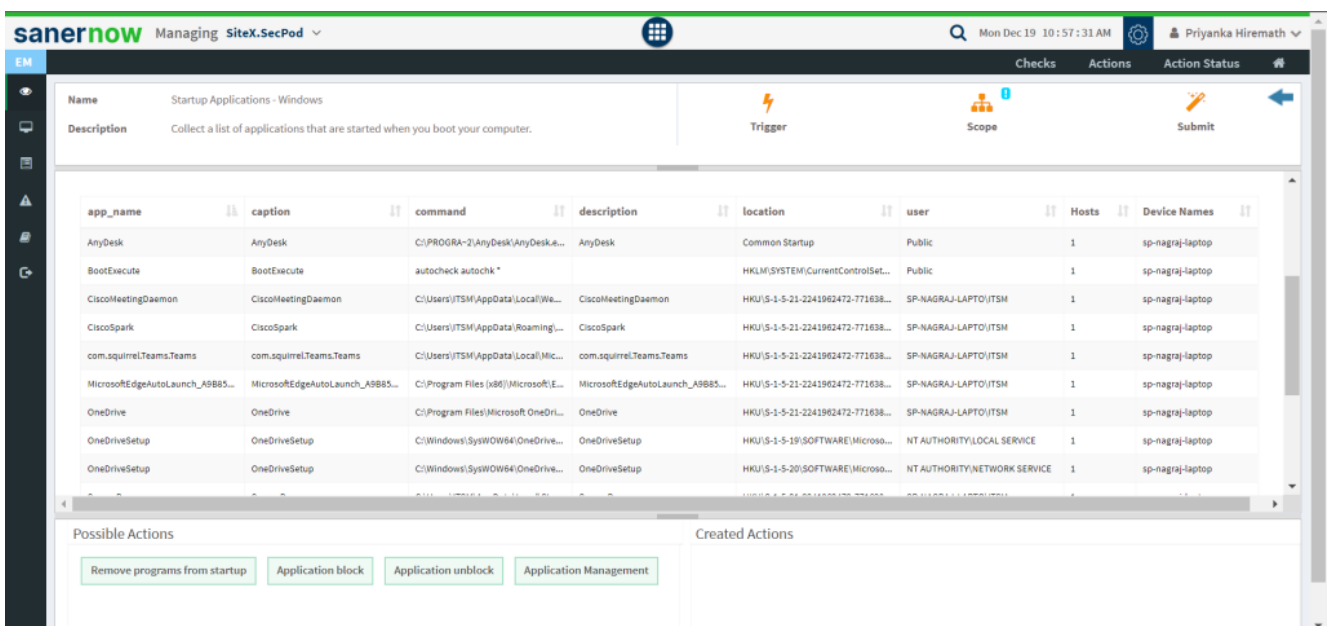 sanernow Managing SiteX.SecPod Mon Dec 19 10:57:31 AM Priyanka Hiremath
EM Checks Actions Action Status
Name Startup Applications - Windows
Description Collect a list of applications that are started when you boot your computer.
Trigger Scope Submit
app_name caption command description location user Hosts Device Names
AnyDesk AnyDesk C:\PROGRA~2\AnyDesk\AnyDesk.e... AnyDesk Common Startup Public 1 sp-nagraj-laptop
BootExecute BootExecute autocheck autochk * HKLM\SYSTEM\CurrentControlSet... Public 1 sp-nagraj-laptop
CiscoMeetingDaemon CiscoMeetingDaemon C:\Users\ITSM\AppData\Local\We... CiscoMeetingDaemon HKU\S-1-5-21-2241962472-771638... SP-NAGRAJ-LAPTO\ITSM 1 sp-nagraj-laptop
CiscoSpark CiscoSpark C:\Users\ITSM\AppData\Roaming\... CiscoSpark HKU\S-1-5-21-2241962472-771638... SP-NAGRAJ-LAPTO\ITSM 1 sp-nagraj-laptop
com.squirrel.Teams.Teams com.squirrel.Teams.Teams C:\Users\ITSM\AppData\Local\Mic... com.squirrel.Teams.Teams HKU\S-1-5-21-2241962472-771638... SP-NAGRAJ-LAPTO\ITSM 1 sp-nagraj-laptop
MicrosoftEdgeAutoLaunch_A9B85... MicrosoftEdgeAutoLaunch_A9B85... C:\Program Files (x86)\Microsoft\E... MicrosoftEdgeAutoLaunch_A9B85... HKU\S-1-5-21-2241962472-771638... SP-NAGRAJ-LAPTO\ITSM 1 sp-nagraj-laptop
OneDrive OneDrive C:\Program Files\Microsoft OneDri... OneDrive HKU\S-1-5-21-2241962472-771638... SP-NAGRAJ-LAPTO\ITSM 1 sp-nagraj-laptop
OneDriveSetup OneDriveSetup C:\Windows\SysWOW64\OneDrive... OneDriveSetup HKU\S-1-5-19\SOFTWARE\Microso... NT AUTHORITY\LOCAL SERVICE 1 sp-nagraj-laptop
OneDriveSetup OneDriveSetup C:\Windows\SysWOW64\OneDrive... OneDriveSetup HKU\S-1-5-20\SOFTWARE\Microso... NT AUTHORITY\NETWORK SERVICE 1 sp-nagraj-laptop
Possible Actions Created Actions
Remove programs from startup Application block Application unblock Application Management